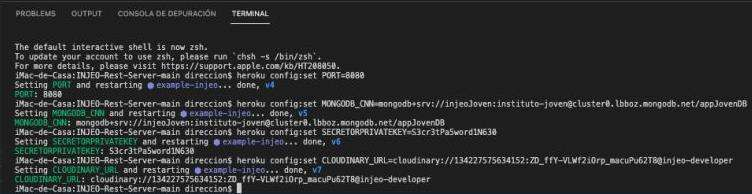 PROBLEMS OUTPUT CONSOLA DE DEPURACIÓN TERMINAL
The default interactive shell is now zsh.
To update your account to use zsh, please run `chsh -s /bin/zsh`.
For more details, please visit https://support.apple.com/kb/HT208050.
iMac-de-Casa:INJEO-Rest-Server-main direccion$ heroku config:set PORT=8080
Setting PORT and restarting example-injeo... done, v4
PORT: 8080
iMac-de-Casa:INJEO-Rest-Server-main direccion$ heroku config:set MONGODB_CNN=mongodb+srv://injeoJoven:instituto-joven@cluster0.lbboz.mongodb.net/appJovenDB
Setting MONGODB_CNN and restarting example-injeo... done, v5
MONGODB_CNN: mongodb+srv://injeoJoven:instituto-joven@cluster0.lbboz.mongodb.net/appJovenDB
iMac-de-Casa:INJEO-Rest-Server-main direccion$ heroku config:set SECRETORPRIVATEKEY=S3cr3tPa5word1N630
Setting SECRETORPRIVATEKEY and restarting example-injeo... done, v6
SECRETORPRIVATEKEY: S3cr3tPa5word1N630
iMac-de-Casa:INJEO-Rest-Server-main direccion$ heroku config:set CLOUDINARY_URL=cloudinary://134227575634152:ZD_ffY-VLWf2iOrp_macuPu62T8@injeo-developer
Setting CLOUDINARY_URL and restarting example-injeo... done, v7
CLOUDINARY_URL: cloudinary://134227575634152:ZD_ffY-VLWf2iOrp_macuPu62T8@injeo-developer
iMac-de-Casa:INJEO-Rest-Server-main direccion$